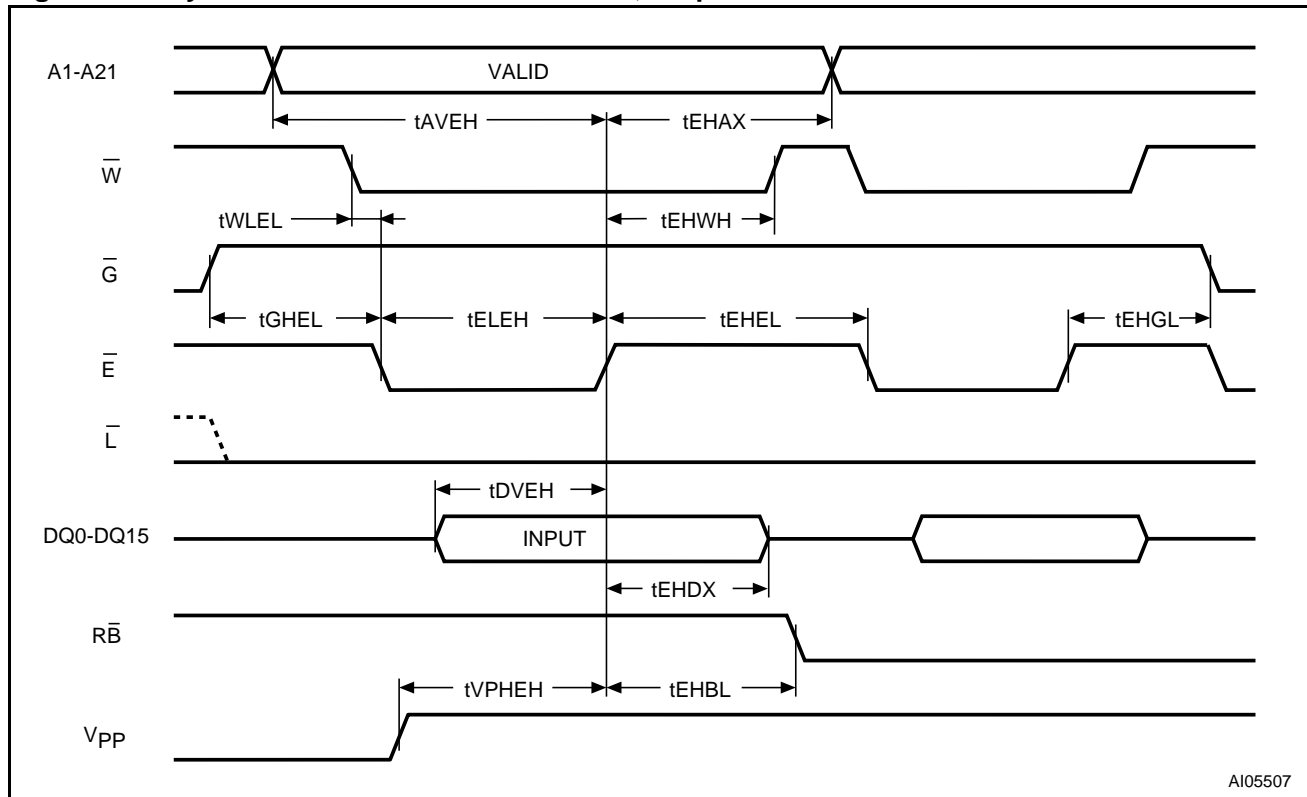 A1-A21 VALID
tAVEH tEHAX
W̅
tWLEL tEHWH
G̅
tGHEL tELEH tEHEL tEHGL
E̅
L̅
tDVEH
DQ0-DQ15 INPUT
tEHDX
RB̅
tVPHEH tEHBL
VPP
AI05507